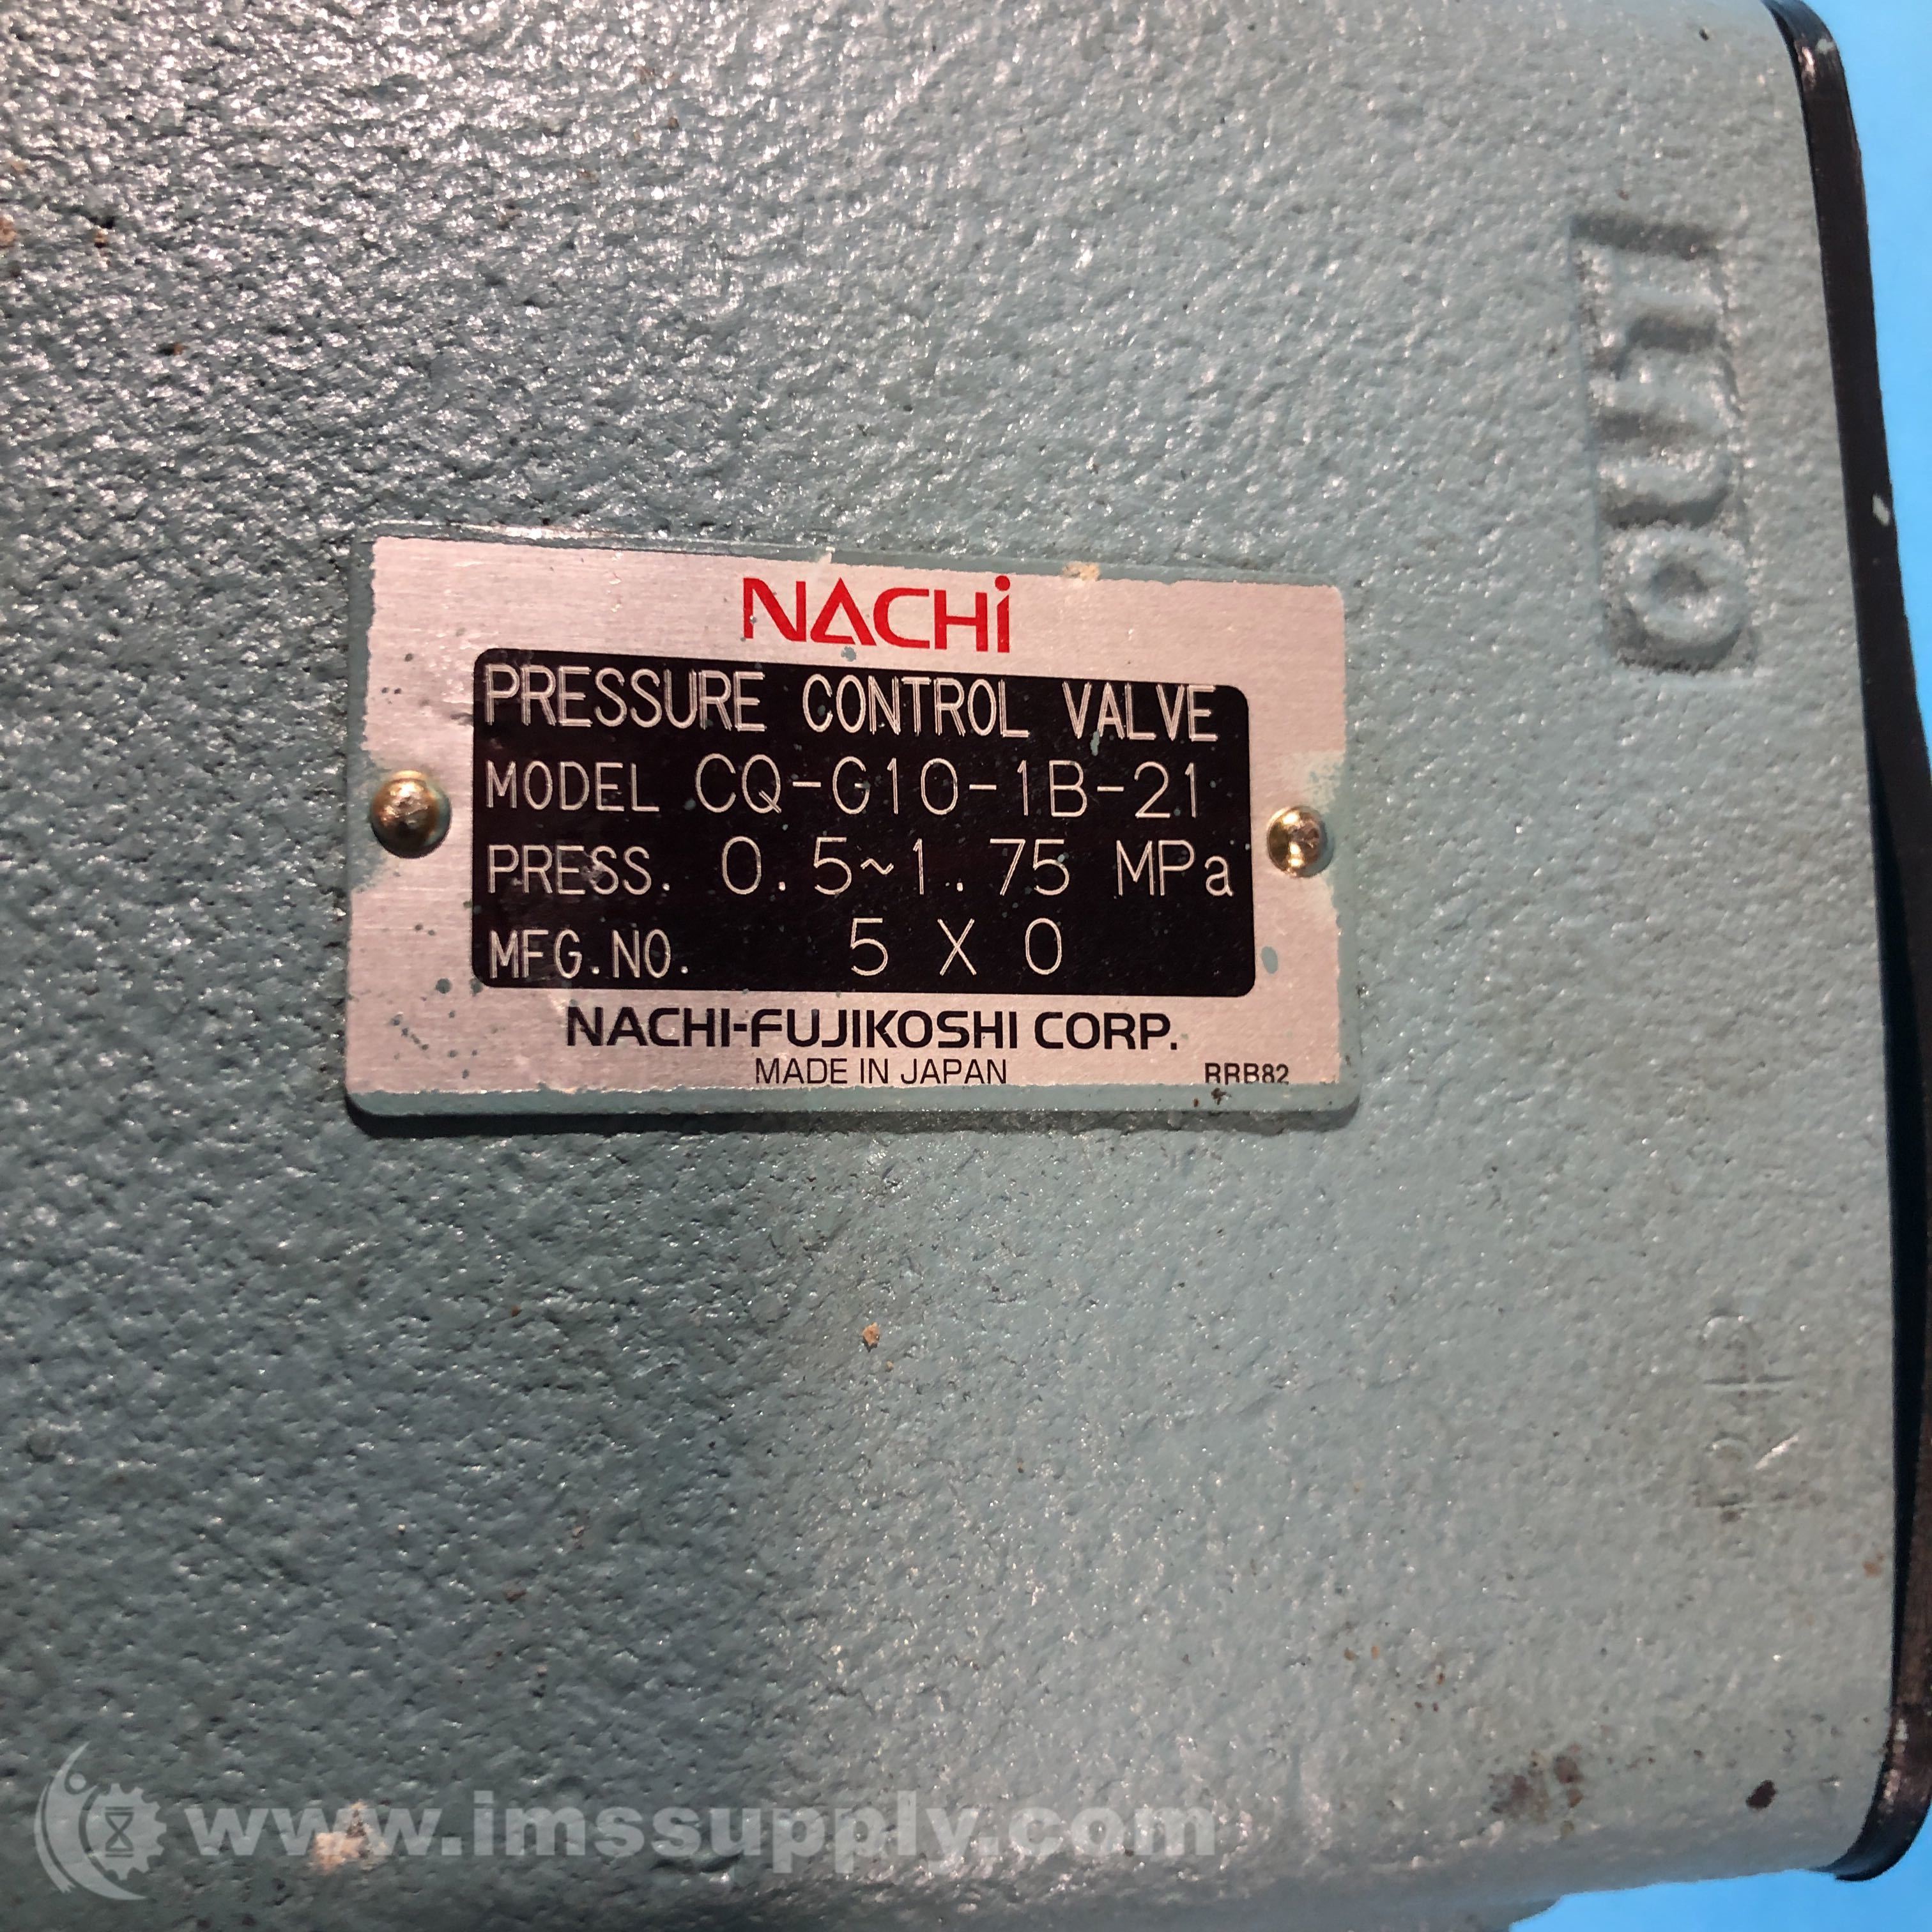 NACHi
PRESSURE CONTROL VALVE
MODEL CQ-G10-1B-21
PRESS. 0.5~1.75 MPa
MFG.NO. 5 X 0
NACHI-FUJIKOSHI CORP.
MADE IN JAPAN
RRB82
www.imssupply.com